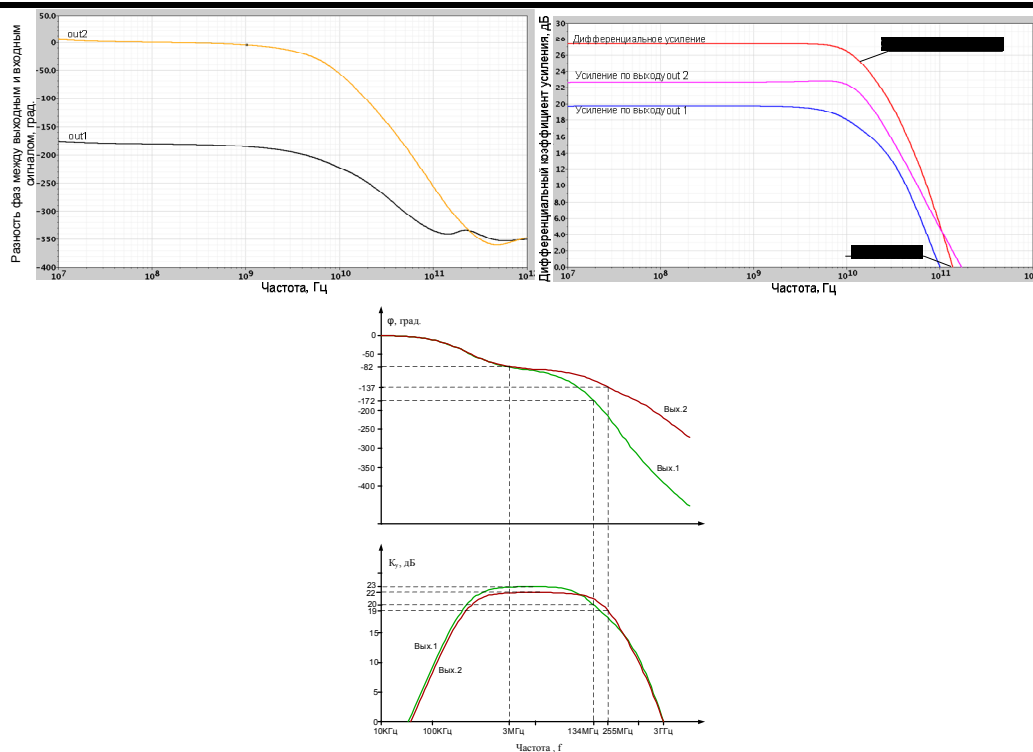 Разность фаз между выходным и входным
сигналом, град.
50.0
0
-50.0
-100
-150
-200
-250
-300
-350
-400
out2
out1
10⁷
10⁸
10⁹
10¹⁰
10¹¹
Частота, Гц
Дифференциальный коэффициент усиления, дБ
30
26
24
22
20
18
16
14
12
10
8.0
6.0
4.0
2.0
0.0
Дифференциальное усиление
Усиление по выходу out 2
Усиление по выходу out 1
10⁷
10⁸
10⁹
10¹⁰
10¹¹
Частота, Гц
φ, град.
0
-50
-82
-137
-172
-200
-250
-300
-350
-400
Вых.2
Вых.1
Kу, дБ
23
22
20
19
15
10
5
0
Вых.1
Вых.2
10КГц 100КГц 3МГц 134МГц 255МГц 3ГГц
Частота , f